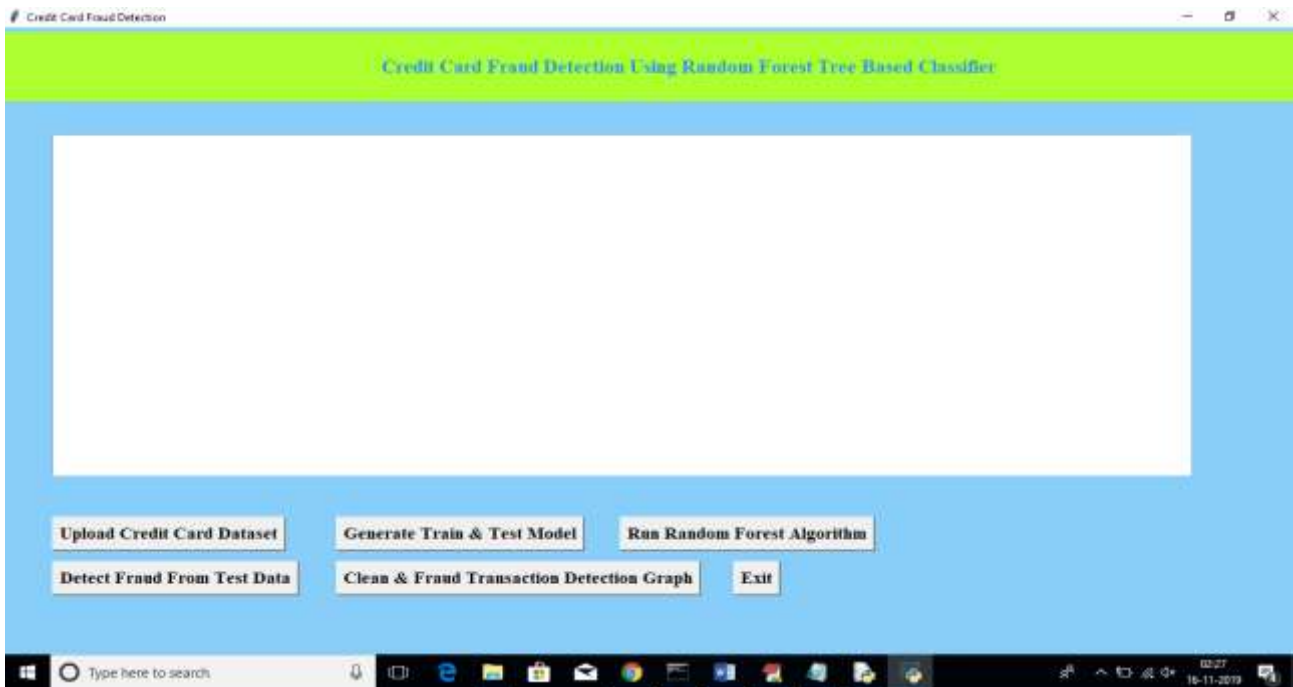 Credit Card Fraud Detection
Credit Card Fraud Detection Using Random Forest Tree Based Classifier
Upload Credit Card Dataset
Generate Train & Test Model
Run Random Forest Algorithm
Detect Fraud From Test Data
Clean & Fraud Transaction Detection Graph
Exit
Type here to search
02:27
16-11-2019